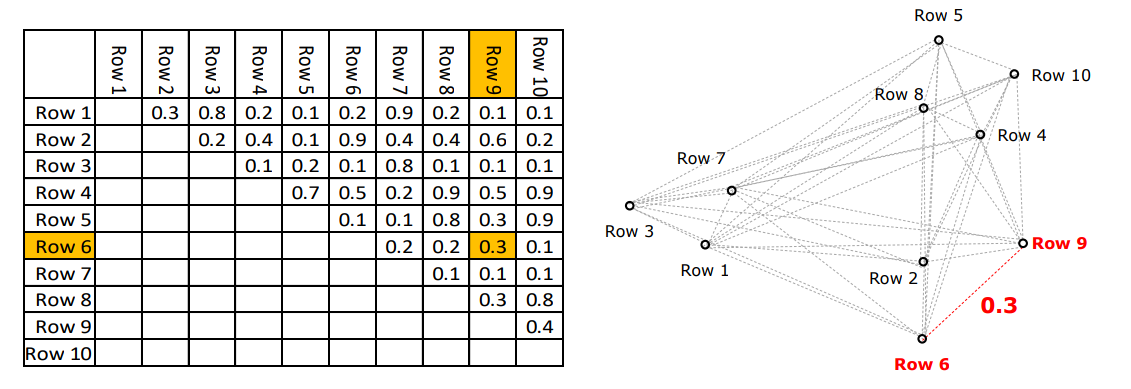 Row 1 Row 2 Row 3 Row 4 Row 5 Row 6 Row 7 Row 8 Row 9 Row 10
Row 1 0.3 0.8 0.2 0.1 0.2 0.9 0.2 0.1 0.1
Row 2 0.2 0.4 0.1 0.9 0.4 0.4 0.6 0.2
Row 3 0.1 0.2 0.1 0.8 0.1 0.1 0.1
Row 4 0.7 0.5 0.2 0.9 0.5 0.9
Row 5 0.1 0.1 0.8 0.3 0.9
Row 6 0.2 0.2 0.3 0.1
Row 7 0.1 0.1 0.1
Row 8 0.3 0.8
Row 9 0.4
Row 10
Row 5
Row 10
Row 8
Row 4
Row 7
Row 3
Row 9
Row 1
Row 2
0.3
Row 6